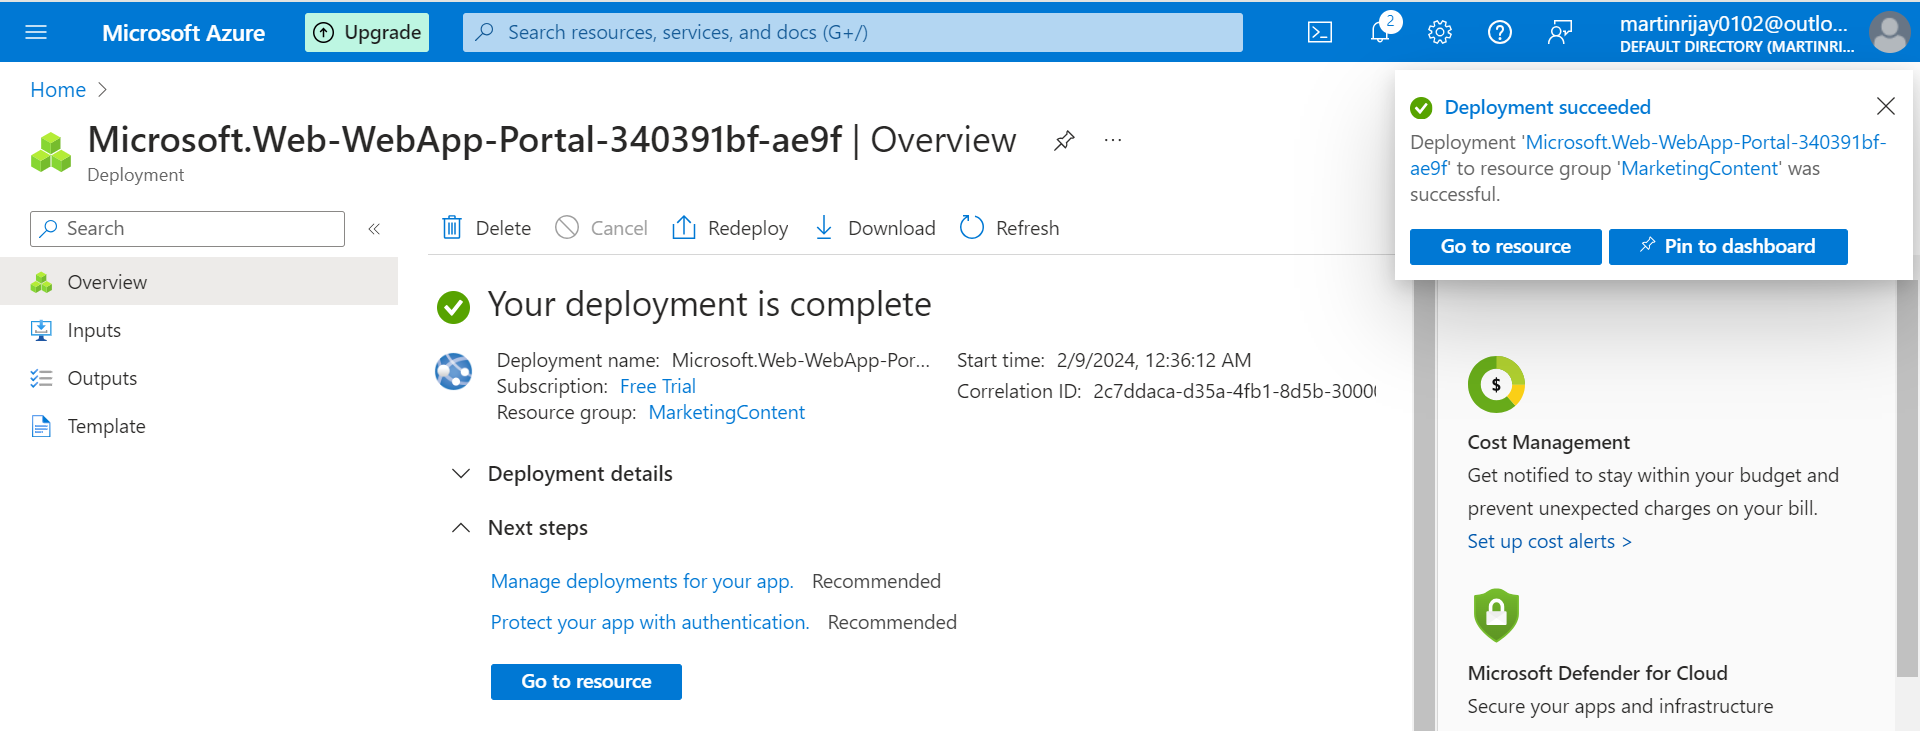 Microsoft Azure
Upgrade
Search resources, services, and docs (G+/)
2
martinrijay0102@outlo...
DEFAULT DIRECTORY (MARTINRI...
Home
Microsoft.Web-WebApp-Portal-340391bf-ae9f | Overview
...
Deployment
Deployment succeeded
Deployment 'Microsoft.Web-WebApp-Portal-340391bf-
ae9f' to resource group 'MarketingContent' was
successful.
Go to resource
Pin to dashboard
Search
«
Overview
Inputs
Outputs
Template
Delete
Cancel
Redeploy
Download
Refresh
Your deployment is complete
Deployment name: Microsoft.Web-WebApp-Por...
Subscription: Free Trial
Resource group: MarketingContent
Start time: 2/9/2024, 12:36:12 AM
Correlation ID: 2c7ddaca-d35a-4fb1-8d5b-3000
Deployment details
Next steps
Manage deployments for your app. Recommended
Protect your app with authentication. Recommended
Go to resource
$
Cost Management
Get notified to stay within your budget and
prevent unexpected charges on your bill.
Set up cost alerts >
Microsoft Defender for Cloud
Secure your apps and infrastructure